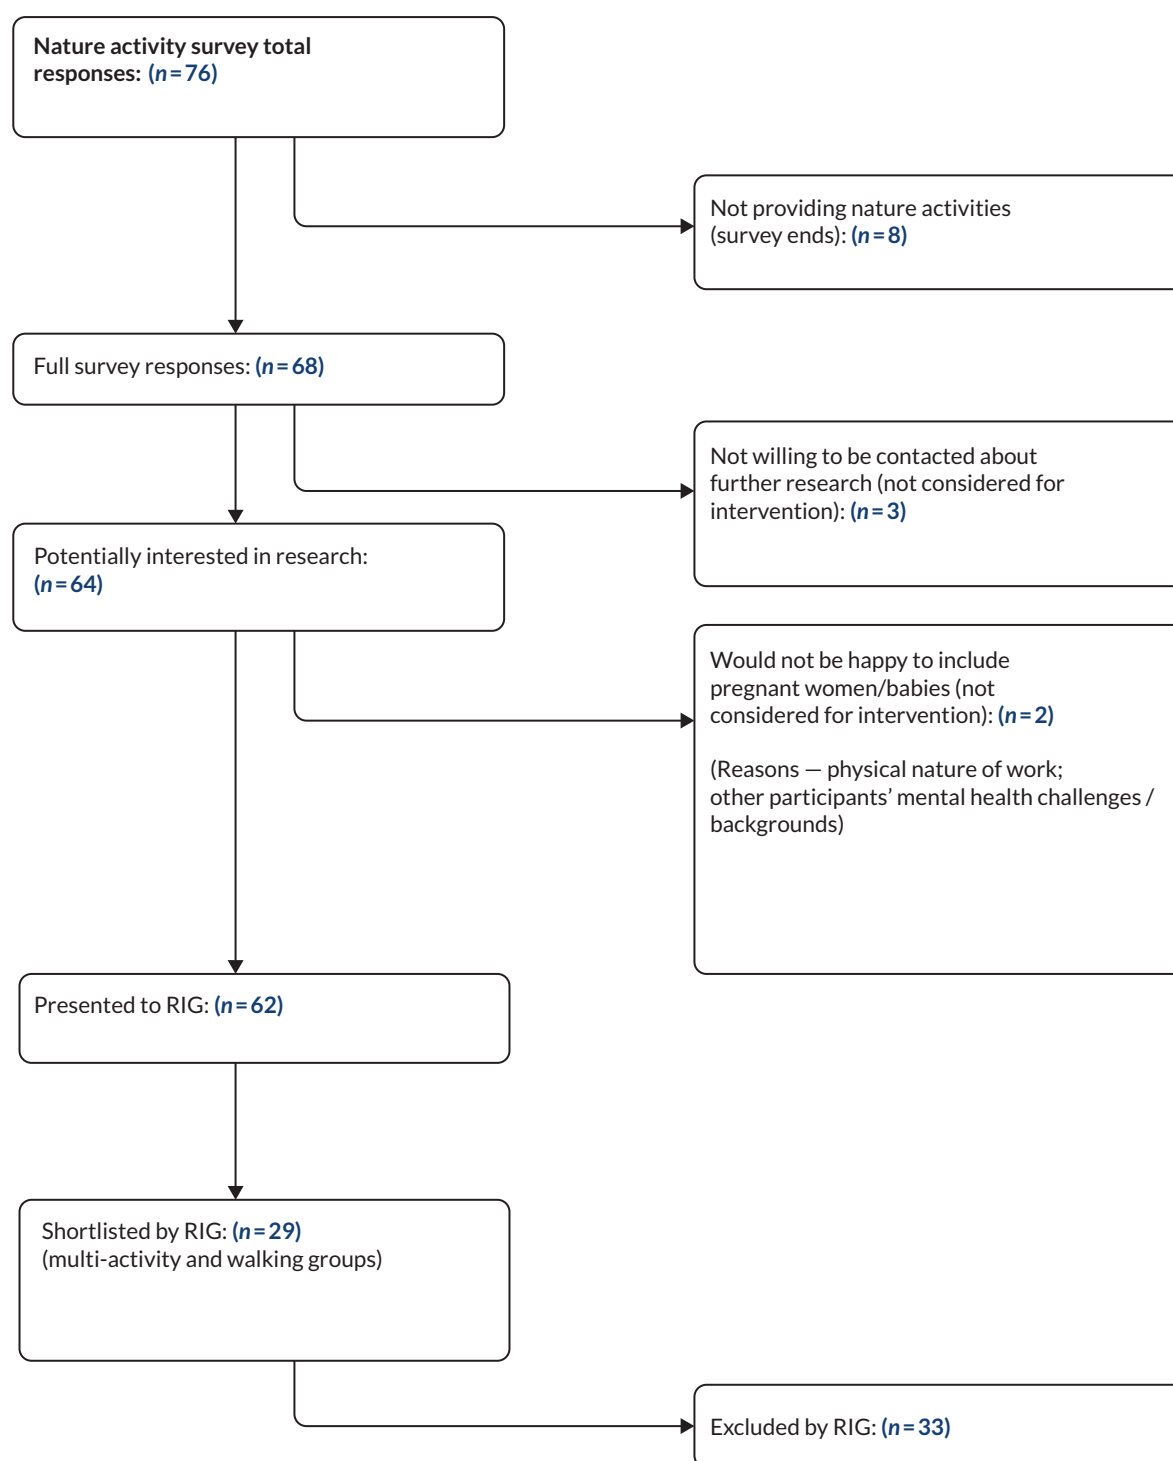 Nature activity survey total
responses: (n=76)
Not providing nature activities
(survey ends): (n=8)
Full survey responses: (n=68)
Not willing to be contacted about
further research (not considered for
intervention): (n=3)
Potentially interested in research:
(n=64)
Would not be happy to include
pregnant women/babies (not
considered for intervention): (n=2)
(Reasons — physical nature of work;
other participants’ mental health challenges /
backgrounds)
Presented to RIG: (n=62)
Shortlisted by RIG: (n=29)
(multi-activity and walking groups)
Excluded by RIG: (n=33)